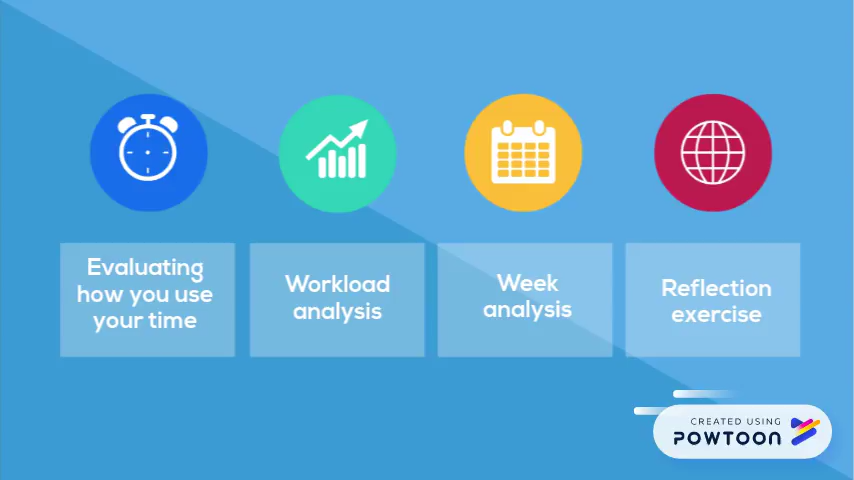 Evaluating
how you use
your time
Workload
analysis
Week
analysis
Reflection
exercise
CREATED USING
POWTOON